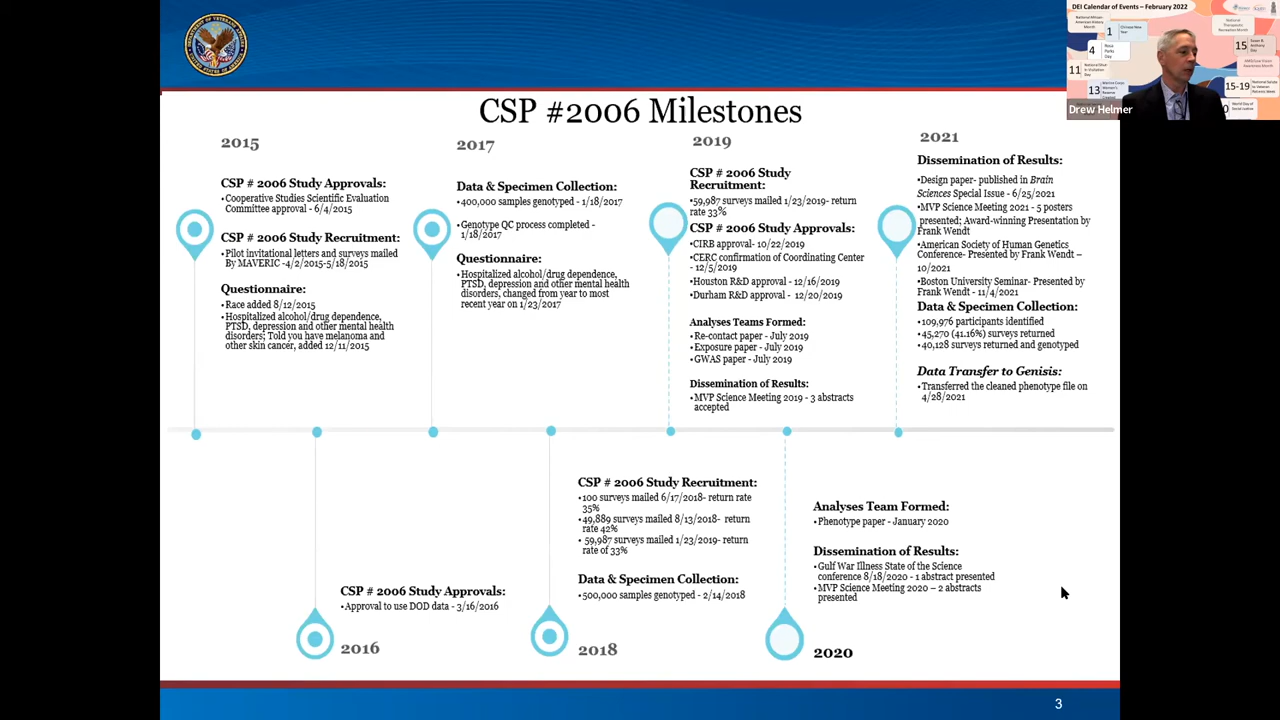 CSP #2006 Milestones
2015
CSP # 2006 Study Approvals:
•Cooperative Studies Scientific Evaluation
Committee approval - 6/4/2015
CSP # 2006 Study Recruitment:
•Pilot invitational letters and surveys mailed
By MAVERIC -4/2/2015-5/18/2015
Questionnaire:
•Race added 8/12/2015
•Hospitalized alcohol/drug dependence,
PTSD, depression and other mental health
disorders; Told you have melanoma and
other skin cancer, added 12/11/2015
2017
Data & Specimen Collection:
•400,000 samples genotyped - 1/18/2017
•Genotype QC process completed -
1/18/2017
Questionnaire:
•Hospitalized alcohol/drug dependence,
PTSD, depression and other mental health
disorders, changed from year to most
recent year on 1/23/2017
2019
CSP # 2006 Study
Recruitment:
•59,987 surveys mailed 1/23/2019- return
rate 33%
CSP # 2006 Study Approvals:
•CIRB approval- 10/22/2019
•CERC confirmation of Coordinating Center
- 12/5/2019
•Houston R&D approval - 12/16/2019
•Durham R&D approval - 12/20/2019
Analyses Teams Formed:
•Re-contact paper - July 2019
•Exposure paper - July 2019
•GWAS paper - July 2019
Dissemination of Results:
•MVP Science Meeting 2019 - 3 abstracts
accepted
2021
Dissemination of Results:
•Design paper- published in Brain
Sciences Special Issue - 6/25/2021
•MVP Science Meeting 2021 - 5 posters
presented; Award-winning Presentation by
Frank Wendt
•American Society of Human Genetics
Conference- Presented by Frank Wendt –
10/2021
•Boston University Seminar- Presented by
Frank Wendt - 11/4/2021
Data & Specimen Collection:
•109,976 participants identified
•45,270 (41.16%) surveys returned
•40,128 surveys returned and genotyped
Data Transfer to Genisis:
•Transferred the cleaned phenotype file on
4/28/2021
CSP # 2006 Study Approvals:
•Approval to use DOD data - 3/16/2016
2016
CSP # 2006 Study Recruitment:
•100 surveys mailed 6/17/2018- return rate
35%
•49,889 surveys mailed 8/13/2018- return
rate 42%
• 59,987 surveys mailed 1/23/2019- return
rate of 33%
Data & Specimen Collection:
•500,000 samples genotyped - 2/14/2018
2018
Analyses Team Formed:
•Phenotype paper - January 2020
Dissemination of Results:
•Gulf War Illness State of the Science
conference 8/18/2020 - 1 abstract presented
•MVP Science Meeting 2020 – 2 abstracts
presented
2020
3
DEI Calendar of Events – February 2022
1
Chinese New
Year
4
Rosa
Parks
Day
11
13
15
Susan B.
Anthony
Day
15-19
Drew Helmer